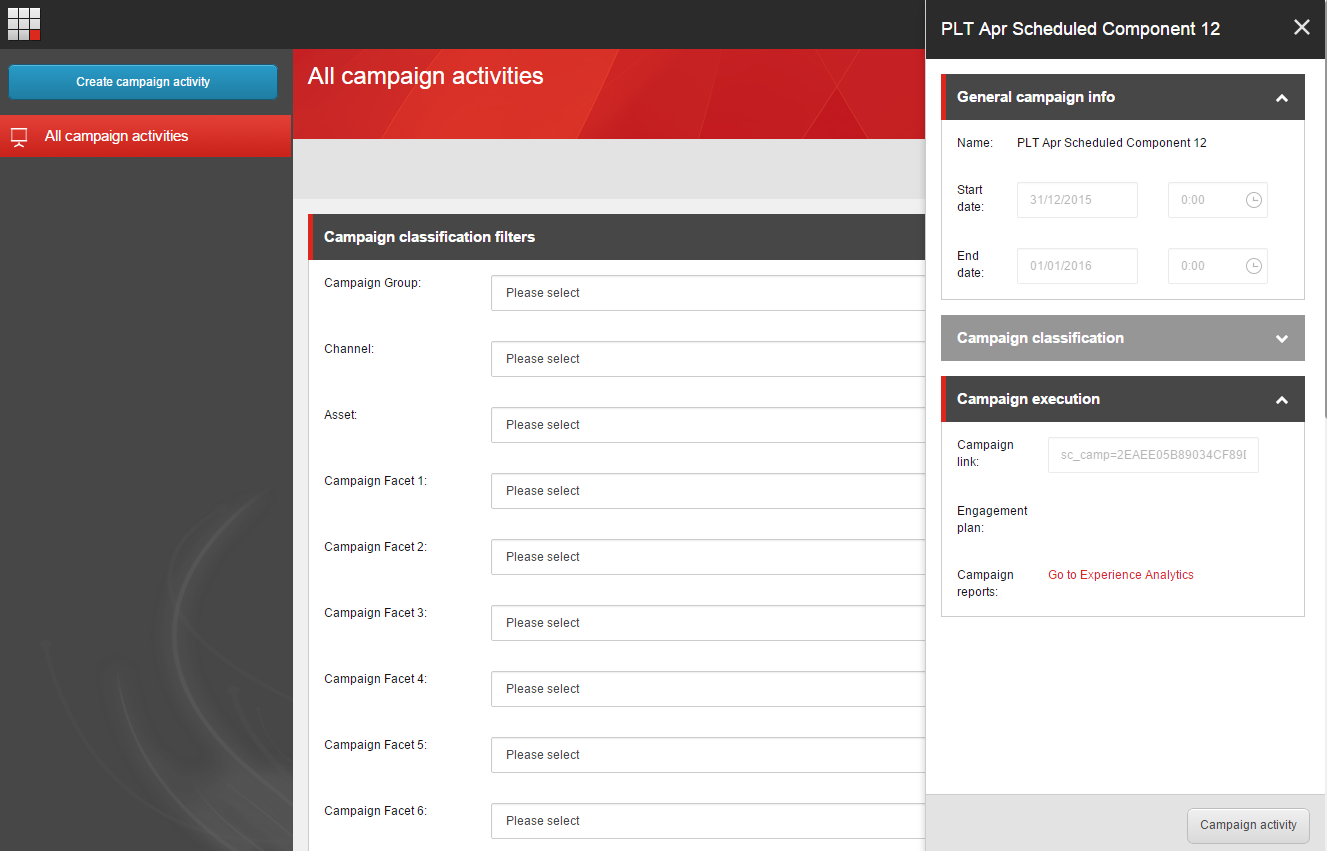 Create campaign activity
All campaign activities
All campaign activities
Campaign classification filters
Campaign Group:
Please select
Channel:
Please select
Asset:
Please select
Campaign Facet 1:
Please select
Campaign Facet 2:
Please select
Campaign Facet 3:
Please select
Campaign Facet 4:
Please select
Campaign Facet 5:
Please select
Campaign Facet 6:
Please select
PLT Apr Scheduled Component 12
General campaign info
Name: PLT Apr Scheduled Component 12
Start
date:
31/12/2015 0:00
End
date:
01/01/2016 0:00
Campaign classification
Campaign execution
Campaign
link:
sc_camp=2EAEE05B89034CF89
Engagement
plan:
Campaign
reports:
Go to Experience Analytics
Campaign activity